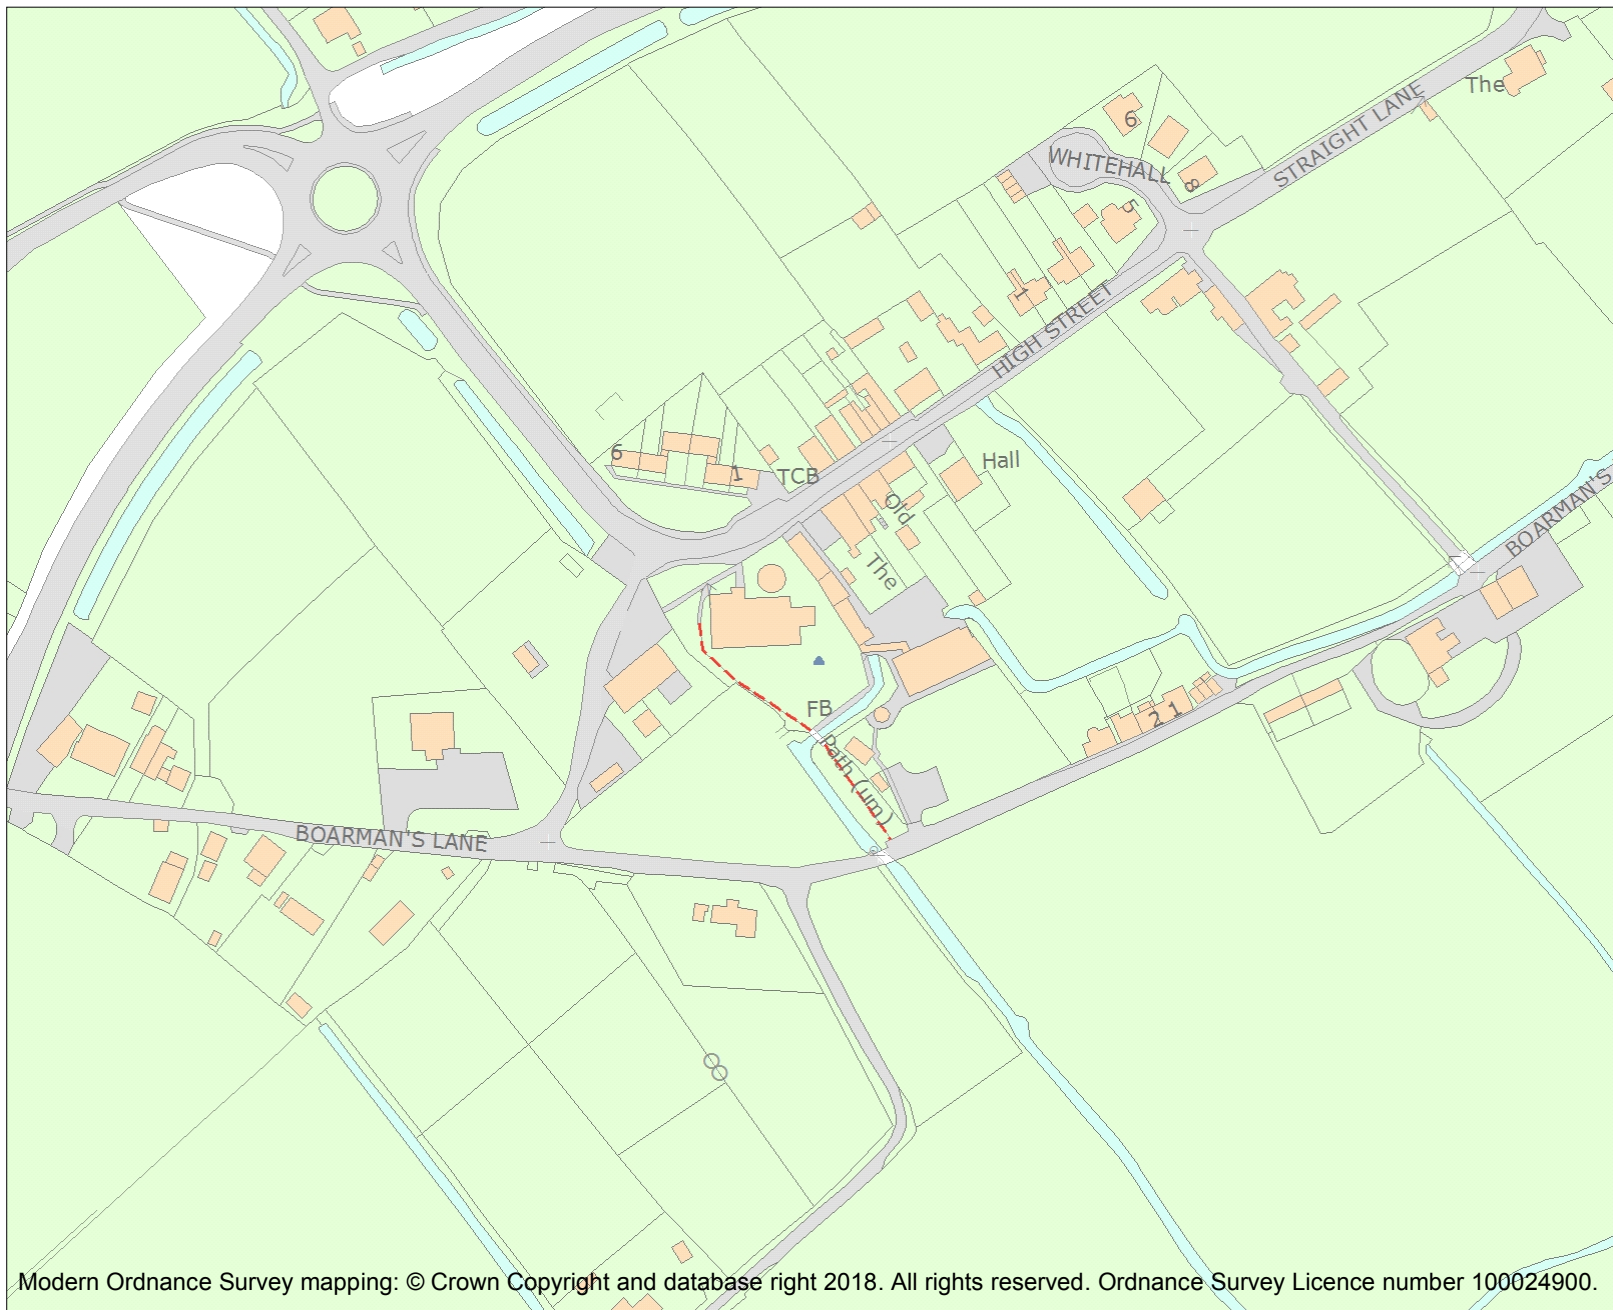 The
STRAIGHT LANE
6
WHITEHALL
8
5
1
HIGH STREET
6
1
TCB
Hall
Old
The
BOARMAN'S
FB
2 1
Path (um)
BOARMAN'S LANE
Modern Ordnance Survey mapping: © Crown Copyright and database right 2018. All rights reserved. Ordnance Survey Licence number 100024900.